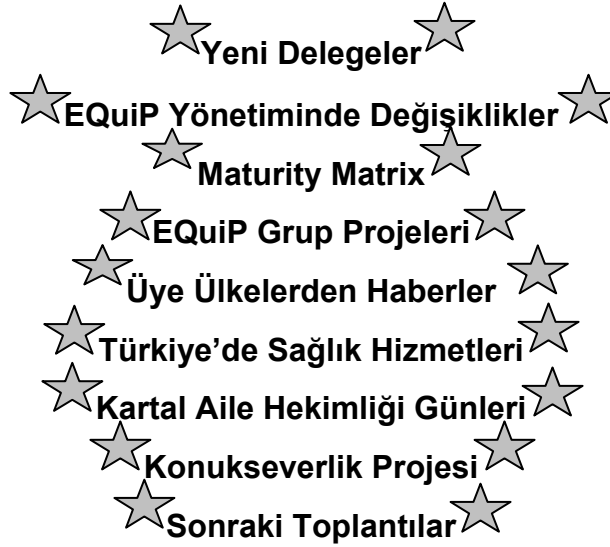 Yeni Delegeler
EQuiP Yönetiminde Değişiklikler
Maturity Matrix
EQuiP Grup Projeleri
Üye Ülkelerden Haberler
Türkiye’de Sağlık Hizmetleri
Kartal Aile Hekimliği Günleri
Konukseverlik Projesi
Sonraki Toplantılar